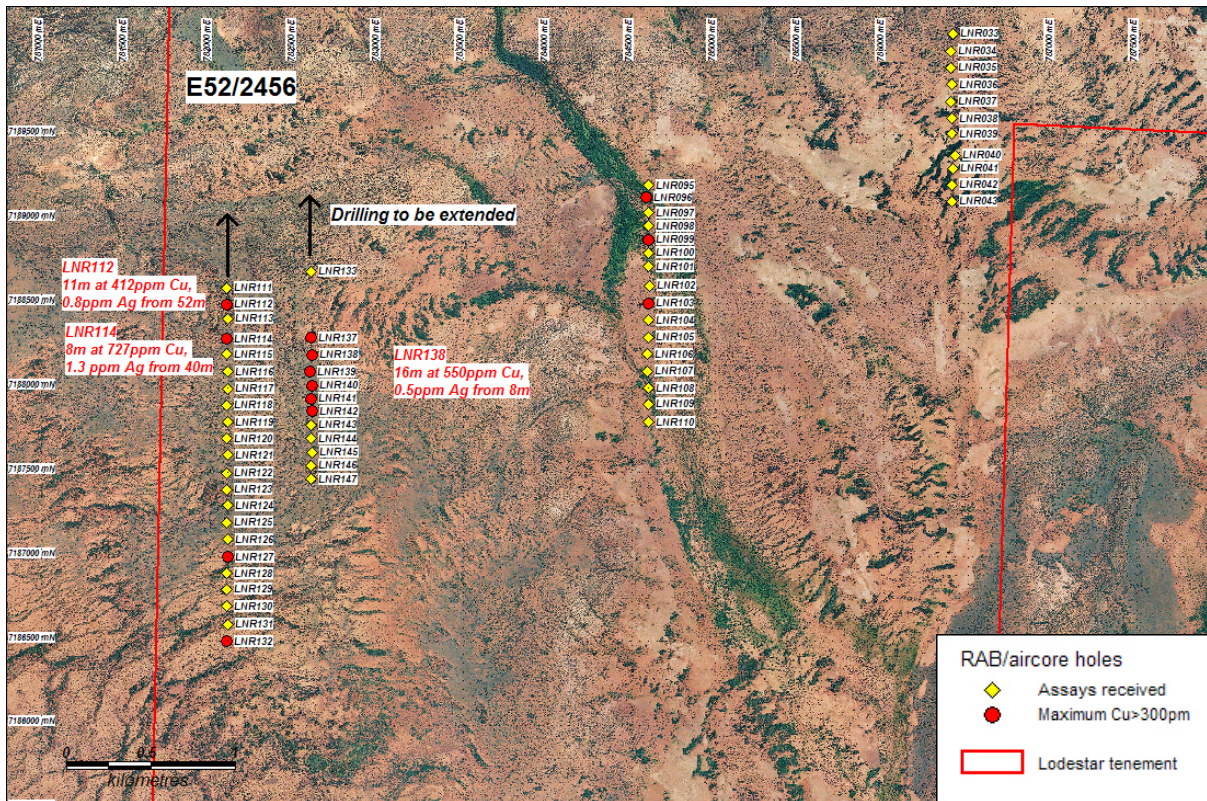 E52/2456
LNR033
LNR034
LNR035
LNR036
LNR037
LNR038
LNR039
LNR040
LNR041
LNR042
LNR043
7189500 mN
7189000 mN
7188500 mN
7188000 mN
7187500 mN
7187000 mN
7186500 mN
7186000 mN
Drilling to be extended
LNR112
11m at 412ppm Cu,
0.8ppm Ag from 52m
LNR114
8m at 727ppm Cu,
1.3 ppm Ag from 40m
LNR111
LNR112
LNR113
LNR114
LNR115
LNR116
LNR117
LNR118
LNR119
LNR120
LNR121
LNR122
LNR123
LNR124
LNR125
LNR126
LNR127
LNR128
LNR129
LNR130
LNR131
LNR132
LNR133
LNR137
LNR138
LNR139
LNR140
LNR141
LNR142
LNR143
LNR144
LNR145
LNR146
LNR147
LNR138
16m at 550ppm Cu,
0.5ppm Ag from 8m
LNR095
LNR096
LNR097
LNR098
LNR099
LNR100
LNR101
LNR102
LNR103
LNR104
LNR105
LNR106
LNR107
LNR108
LNR109
LNR110
0 0.5 1
kilometres
RAB/aircore holes
Assays received
Maximum Cu>300pm
Lodestar tenement